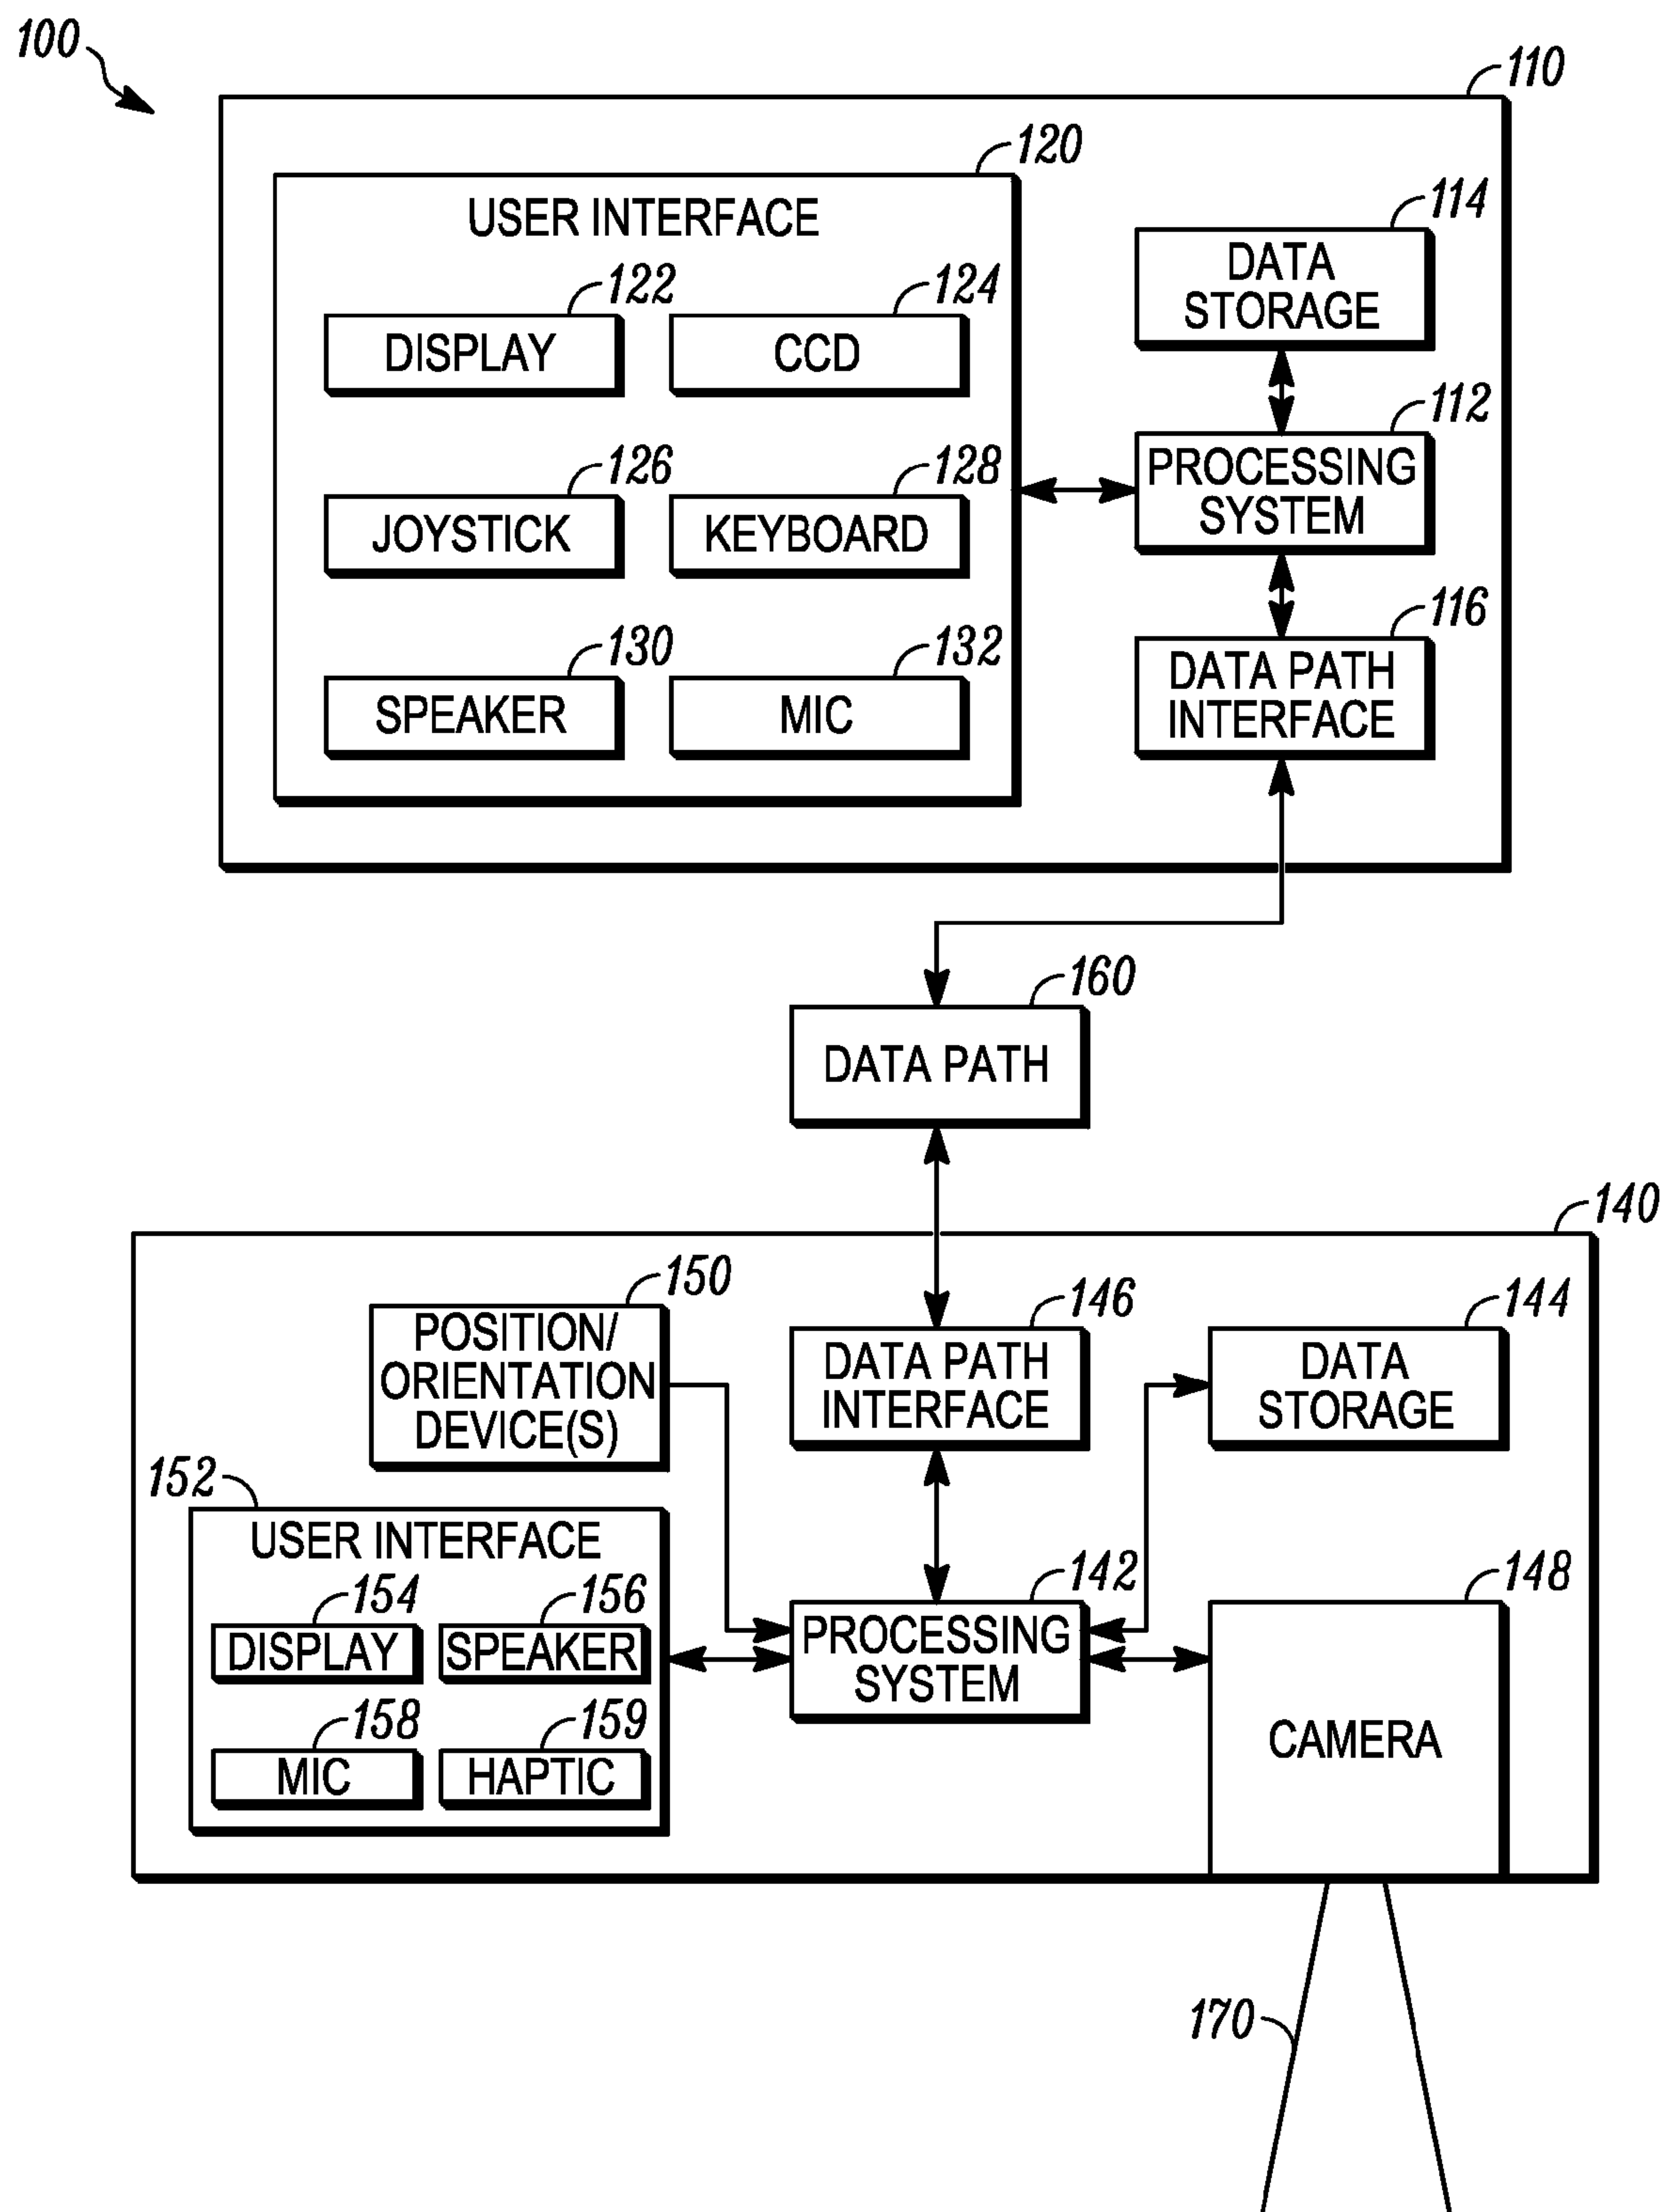 100
110
120
USER INTERFACE
114
DATA
STORAGE
122
DISPLAY
124
CCD
112
PROCESSING
SYSTEM
126
JOYSTICK
128
KEYBOARD
116
DATA PATH
INTERFACE
130
SPEAKER
132
MIC
160
DATA PATH
140
150
POSITION/
ORIENTATION
DEVICE(S)
146
DATA PATH
INTERFACE
144
DATA
STORAGE
152
USER INTERFACE
154
DISPLAY
156
SPEAKER
158
MIC
159
HAPTIC
142
PROCESSING
SYSTEM
148
CAMERA
170